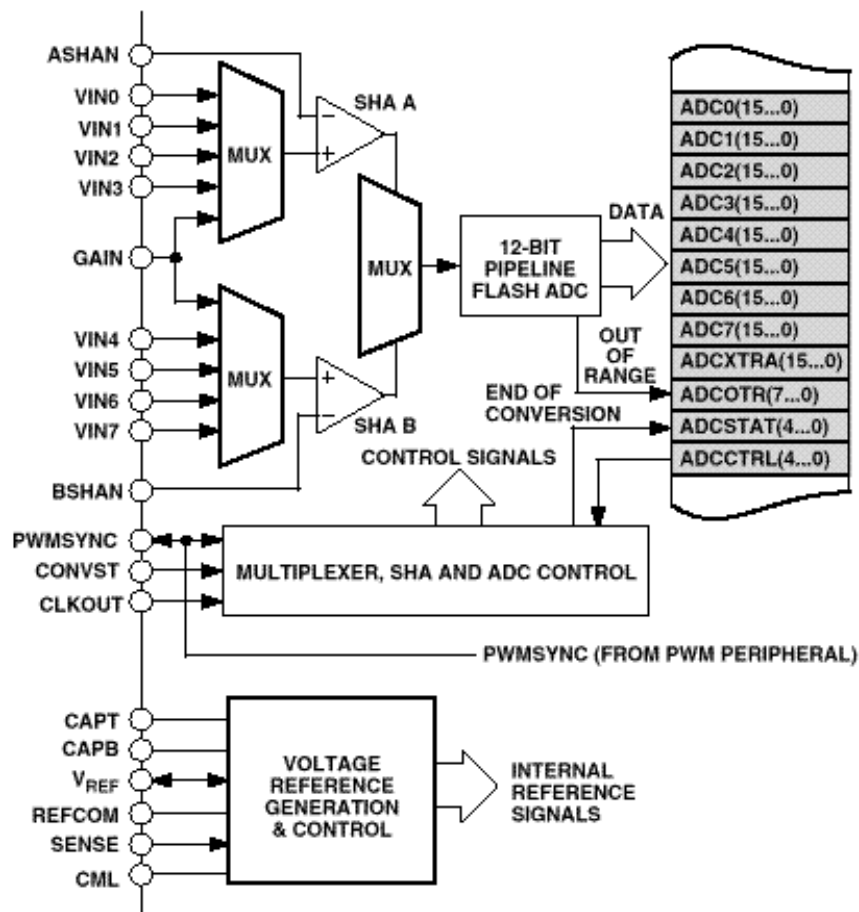 ASHAN
VIN0
VIN1
VIN2
VIN3
GAIN
VIN4
VIN5
VIN6
VIN7
BSHAN
PWMSYNC
CONVST
CLKOUT
MUX
SHA A
MUX
SHA B
MUX
12-BIT
PIPELINE
FLASH ADC
DATA
OUT
OF
RANGE
END OF
CONVERSION
CONTROL SIGNALS
ADC0(15...0)
ADC1(15...0)
ADC2(15...0)
ADC3(15...0)
ADC4(15...0)
ADC5(15...0)
ADC6(15...0)
ADC7(15...0)
ADCXTRA(15...0)
ADCOTR(7...0)
ADCSTAT(4...0)
ADCCTRL(4...0)
MULTIPLEXER, SHA AND ADC CONTROL
PWMSYNC (FROM PWM PERIPHERAL)
CAPT
CAPB
VREF
REFCOM
SENSE
CML
VOLTAGE
REFERENCE
GENERATION
& CONTROL
INTERNAL
REFERENCE
SIGNALS
− 
+
+
−